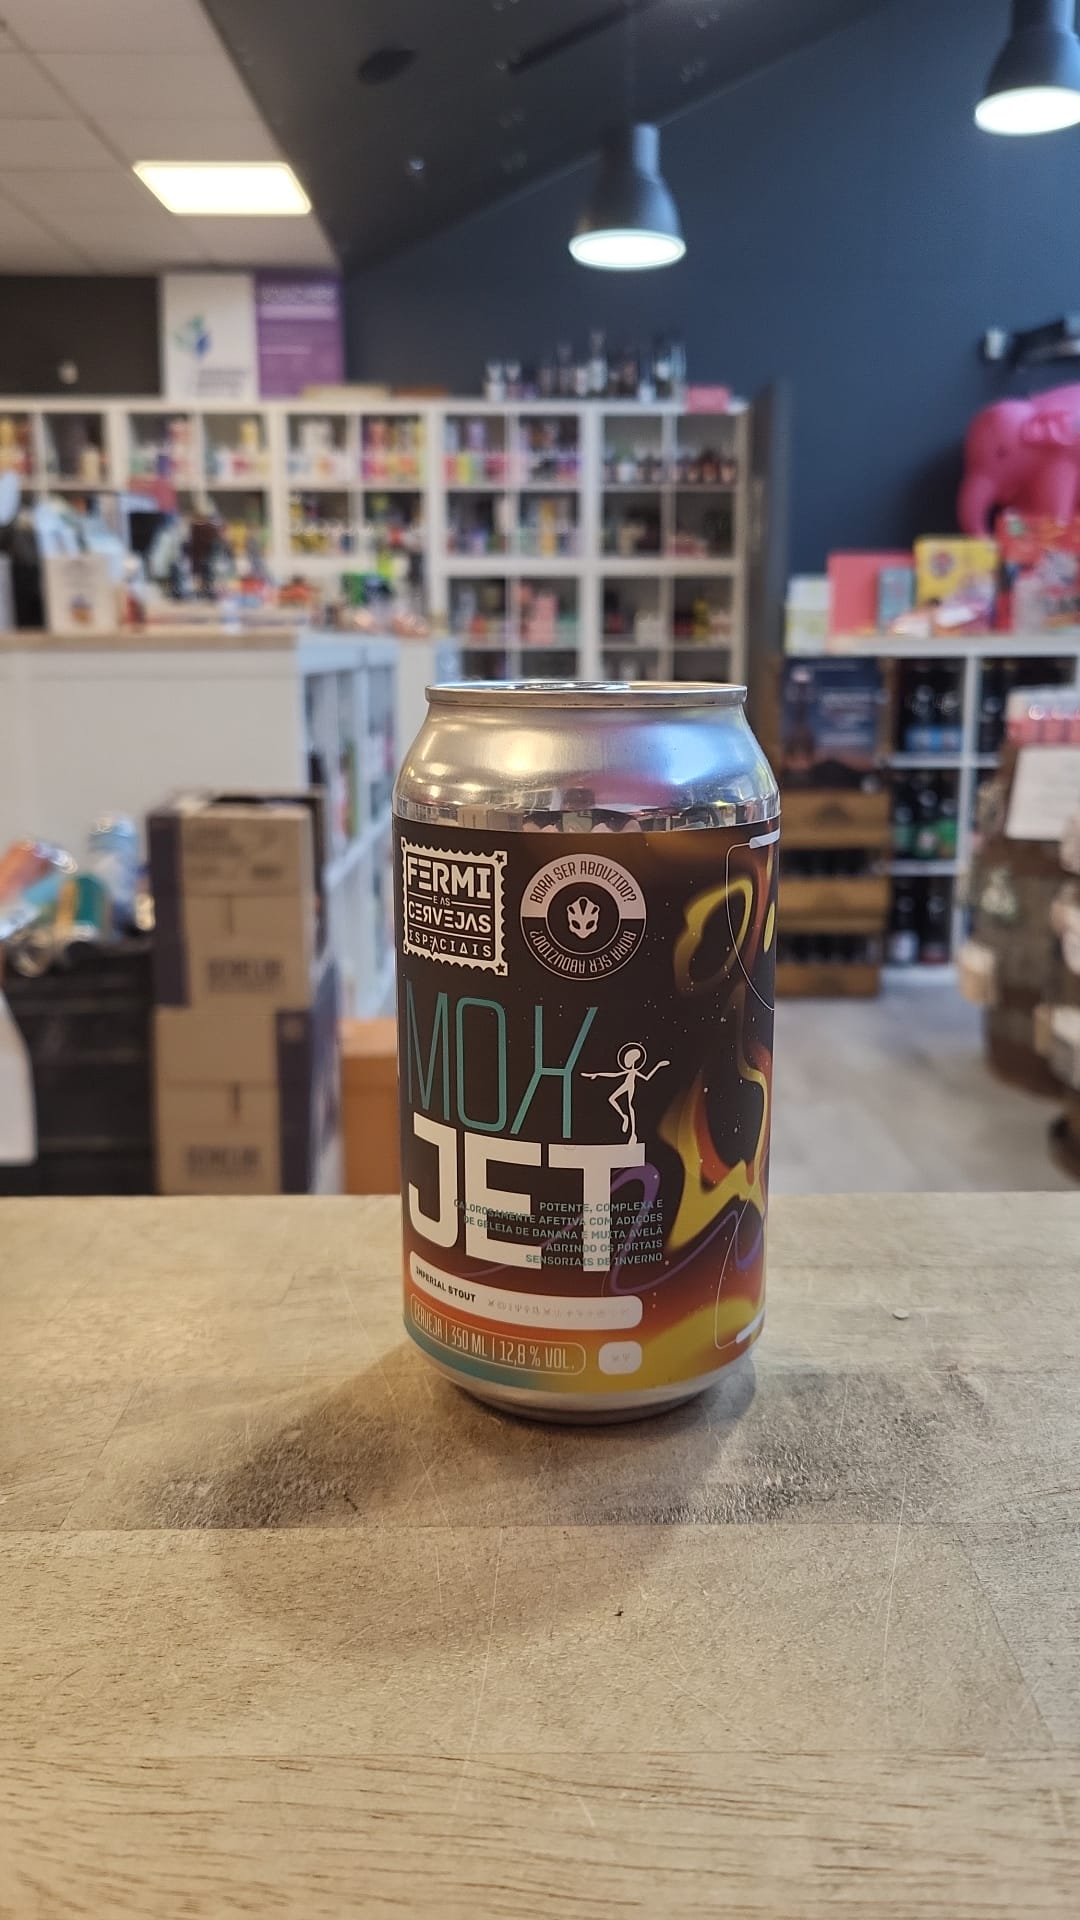 FERMI
E AS
CERVEJAS
ESPACIAIS
BORA SER ABDUZIDO?
BORA SER ABDUZIDO?
MOX
JET
POTENTE, COMPLEXA E
CALOROSAMENTE AFETIVA COM ADIÇÕES
DE GELEIA DE BANANA E MUITA AVELÃ
ABRINDO OS PORTAIS
SENSORIAIS DE INVERNO.
IMPERIAL STOUT
CERVEJA | 350 ML | 12,8 % VOL.